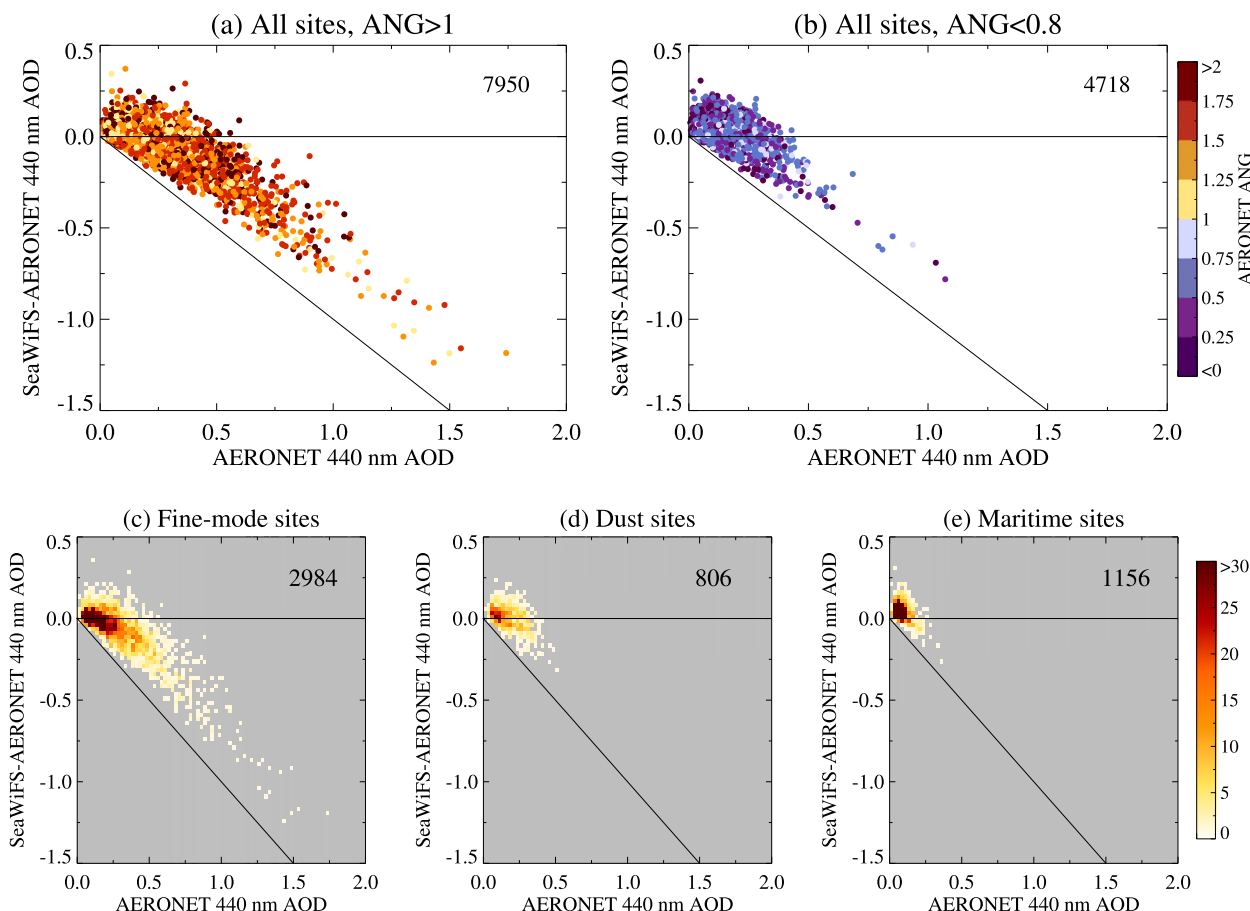 (a) All sites, ANG>1
(b) All sites, ANG<0.8
SeaWiFS-AERONET 440 nm AOD
0.5
0.0
-0.5
-1.0
-1.5
7950
0.0 0.5 1.0 1.5 2.0
AERONET 440 nm AOD
SeaWiFS-AERONET 440 nm AOD
0.5
0.0
-0.5
-1.0
-1.5
4718
0.0 0.5 1.0 1.5 2.0
AERONET 440 nm AOD
>2
1.75
1.5
1.25
1
0.75
0.5
0.25
<0
AERONET ANG
(c) Fine-mode sites
(d) Dust sites
(e) Maritime sites
SeaWiFS-AERONET 440 nm AOD
0.5
0.0
-0.5
-1.0
-1.5
2984
0.0 0.5 1.0 1.5 2.0
AERONET 440 nm AOD
SeaWiFS-AERONET 440 nm AOD
0.5
0.0
-0.5
-1.0
-1.5
806
0.0 0.5 1.0 1.5 2.0
AERONET 440 nm AOD
SeaWiFS-AERONET 440 nm AOD
0.5
0.0
-0.5
-1.0
-1.5
1156
0.0 0.5 1.0 1.5 2.0
AERONET 440 nm AOD
>30
25
20
15
10
5
0